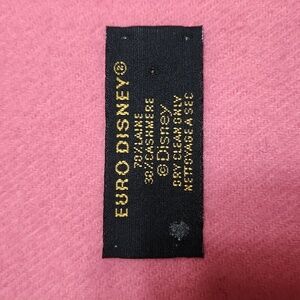 EURO DISNEY®
70% LAINE
30% CASHMERE
© Disney
DRY CLEAN ONLY
NETTOYAGE A SEC